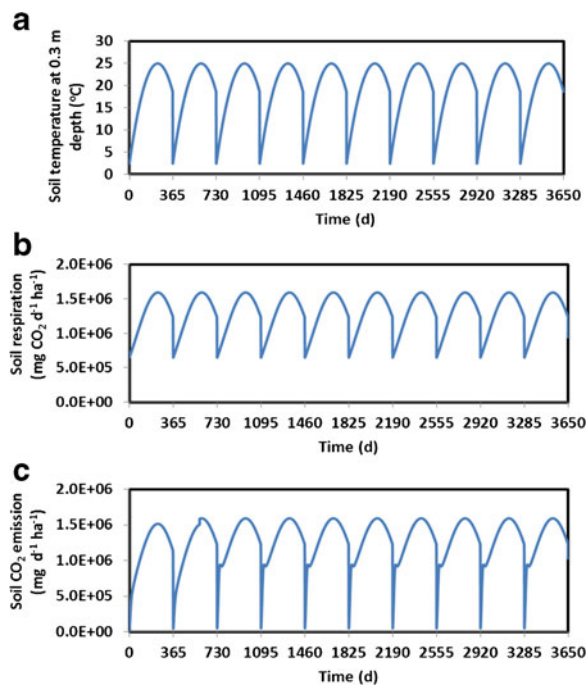 a
Soil temperature at 0.3 m
depth (°C)
30
25
20
15
10
5
0
0 365 730 1095 1460 1825 2190 2555 2920 3285 3650
Time (d)
b
Soil respiration
(mg CO₂ d⁻¹ ha⁻¹)
2.0E+06
1.5E+06
1.0E+06
5.0E+05
0.0E+00
0 365 730 1095 1460 1825 2190 2555 2920 3285 3650
Time (d)
c
Soil CO₂ emission
(mg d⁻¹ ha⁻¹)
2.0E+06
1.5E+06
1.0E+06
5.0E+05
0.0E+00
0 365 730 1095 1460 1825 2190 2555 2920 3285 3650
Time (d)